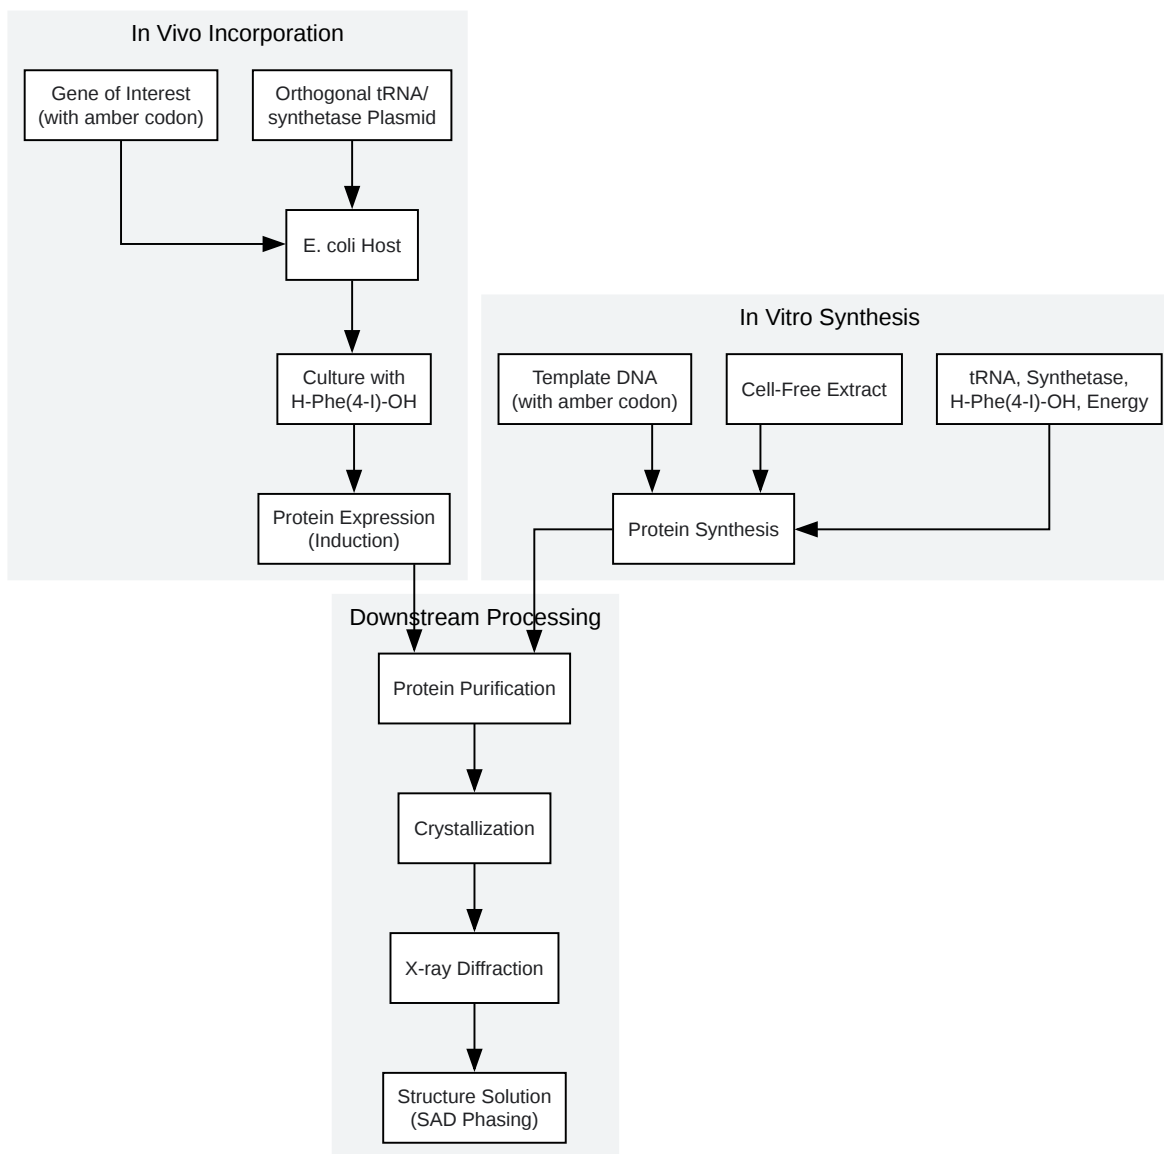 In Vivo Incorporation
Gene of Interest
(with amber codon)
Orthogonal tRNA/
synthetase Plasmid
E. coli Host
Culture with
H-Phe(4-I)-OH
Protein Expression
(Induction)
In Vitro Synthesis
Template DNA
(with amber codon)
Cell-Free Extract
tRNA, Synthetase,
H-Phe(4-I)-OH, Energy
Protein Synthesis
Downstream Processing
Protein Purification
Crystallization
X-ray Diffraction
Structure Solution
(SAD Phasing)